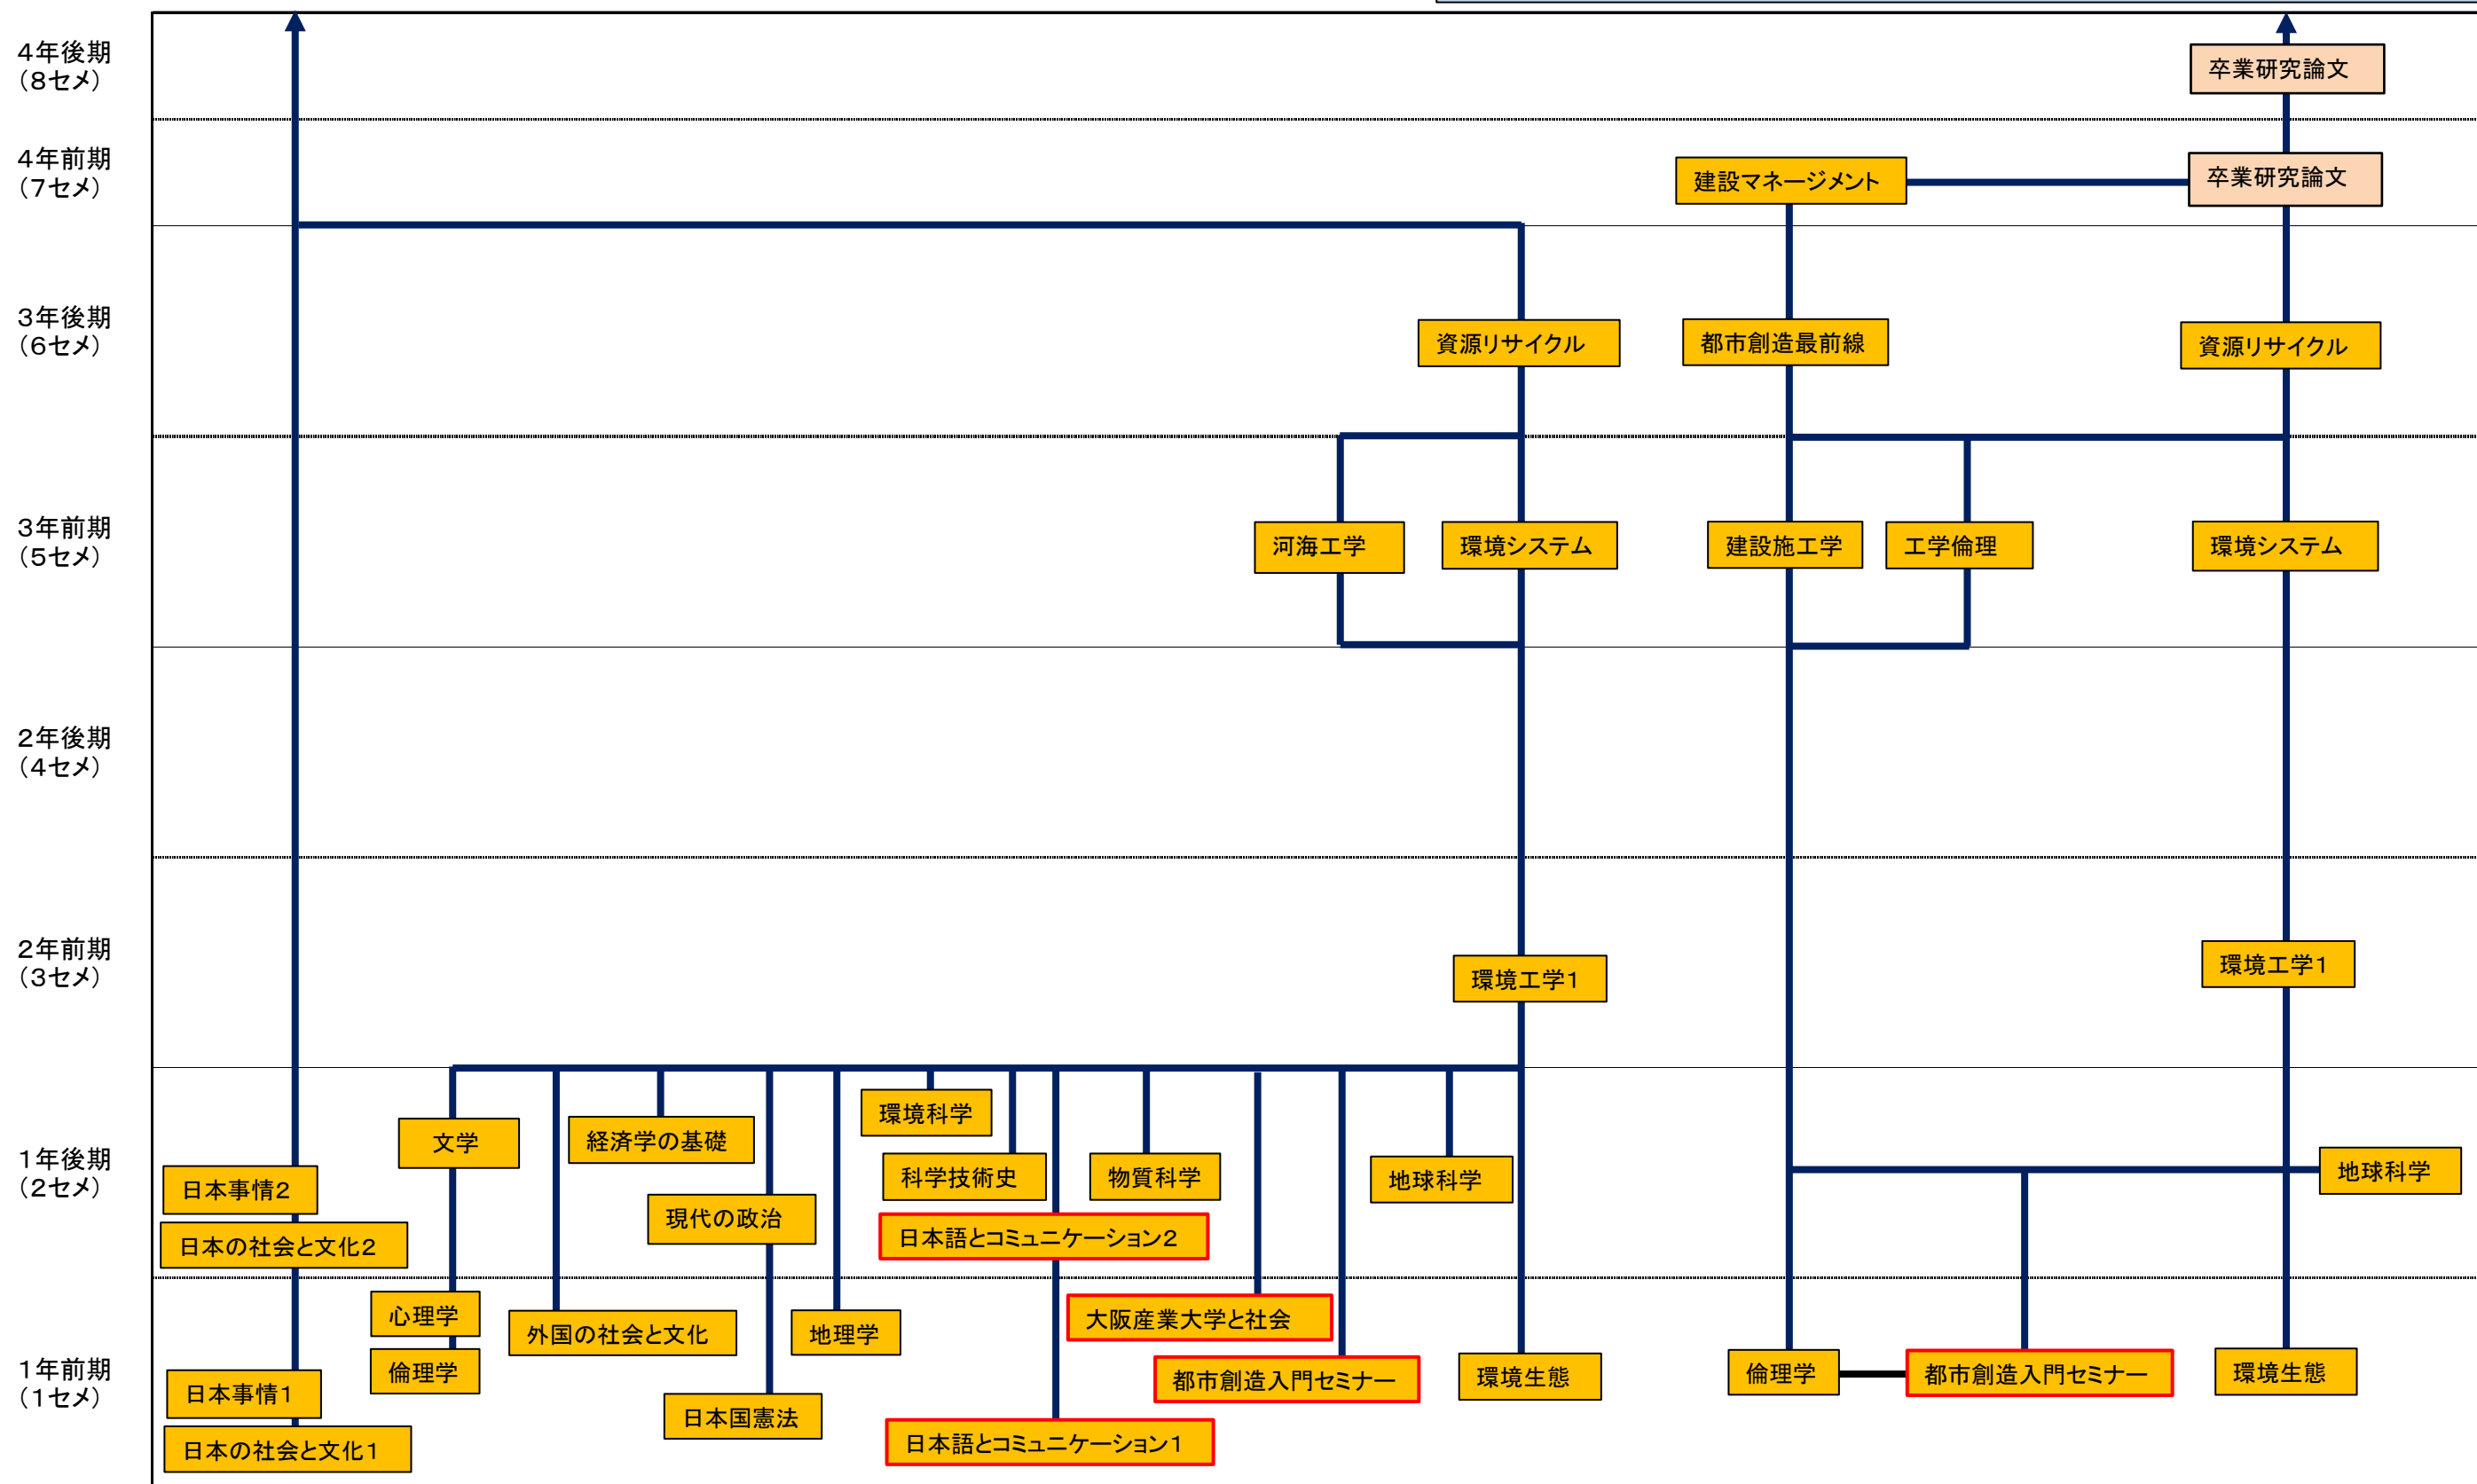 4年後期
（8セメ）
卒業研究論文
4年前期
（7セメ）
建設マネージメント
卒業研究論文
3年後期
（6セメ）
資源リサイクル
都市創造最前線
資源リサイクル
3年前期
（5セメ）
河海工学
環境システム
建設施工学
工学倫理
環境システム
2年後期
（4セメ）
2年前期
（3セメ）
環境工学1
環境工学1
1年後期
（2セメ）
環境科学
文学
経済学の基礎
科学技術史
物質科学
地球科学
地球科学
日本事情2
現代の政治
日本語とコミュニケーション2
日本の社会と文化2
1年前期
（1セメ）
心理学
外国の社会と文化
地理学
大阪産業大学と社会
倫理学
都市創造入門セミナー
環境生態
倫理学
都市創造入門セミナー
環境生態
日本事情1
日本国憲法
日本の社会と文化1
日本語とコミュニケーション1